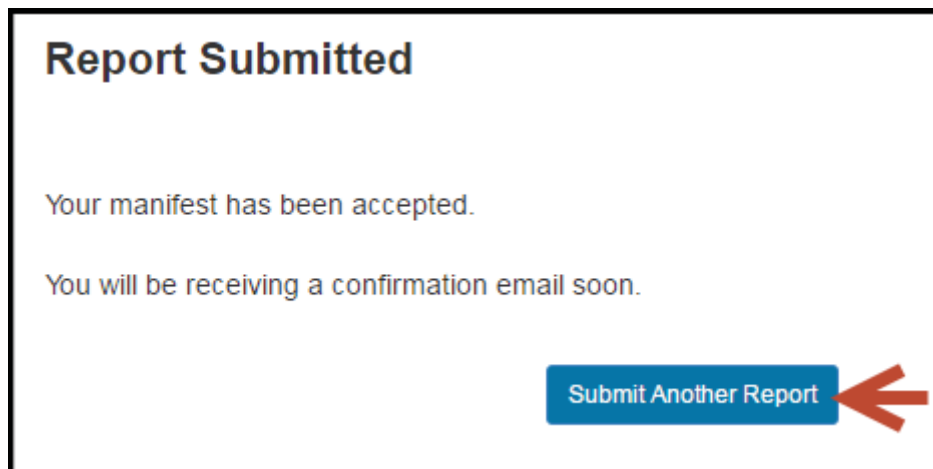 Report Submitted
Your manifest has been accepted.
You will be receiving a confirmation email soon.
Submit Another Report